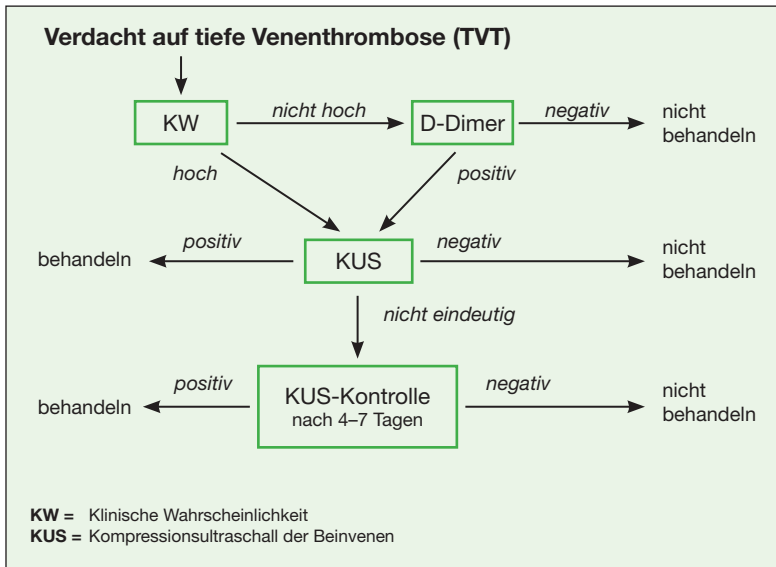 Verdacht auf tiefe Venenthrombose (TVT)
KW
nicht hoch
D-Dimer
negativ
nicht
behandeln
hoch
positiv
behandeln
positiv
KUS
negativ
nicht
behandeln
nicht eindeutig
behandeln
positiv
KUS-Kontrolle
nach 4–7 Tagen
negativ
nicht
behandeln
KW = Klinische Wahrscheinlichkeit
KUS = Kompressionsultraschall der Beinvenen